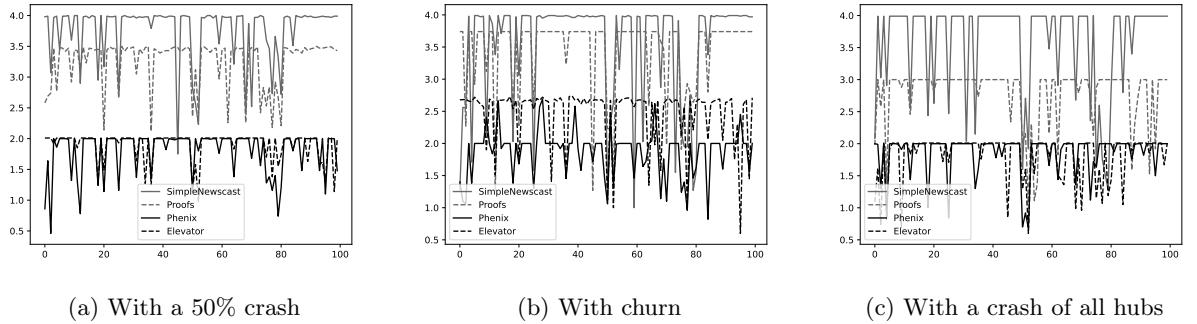 4.0
3.5
3.0
2.5
2.0
1.5
1.0
0.5
0 20 40 60 80 100
SimpleNewscast
Proofs
Phenix
Elevator
(a) With a 50% crash
4.0
3.5
3.0
2.5
2.0
1.5
1.0
0.5
0 20 40 60 80 100
SimpleNewscast
Proofs
Phenix
Elevator
(b) With churn
4.0
3.5
3.0
2.5
2.0
1.5
1.0
0.5
0 20 40 60 80 100
SimpleNewscast
Proofs
Phenix
Elevator
(c) With a crash of all hubs